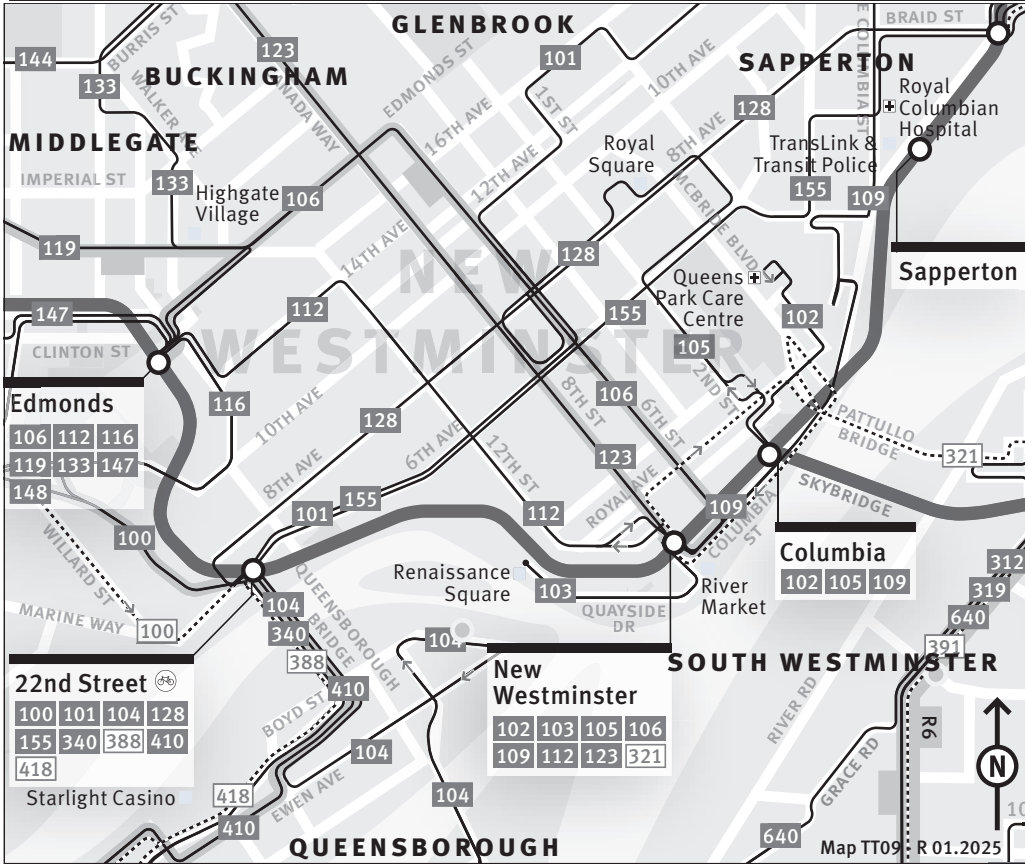 GLENBROOK
BRAID ST
E COLUMBIA ST
BURRIS ST
123
144
101
EDMONDS ST
10TH AVE
SAPPERTON
BUCKINGHAM
133
WALKER AVE
CANADA WAY
16TH AVE
1ST ST
128
Royal
Columbian
Hospital
MIDDLEGATE
12TH AVE
Royal
Square
8TH AVE
TransLink &
Transit Police
IMPERIAL ST
133
Highgate
Village
106
MCBRIDE BLVD
155
109
119
14TH AVE
128
NEW
WESTMINSTER
Queens
Park Care
Centre
Sapperton
147
112
155
102
CLINTON ST
105
2ND ST
Edmonds
106 112 116
119 133 147
148
116
10TH AVE
128
8TH ST
106
6TH ST
PATTULLO
BRIDGE
6TH AVE
12TH ST
123
321
8TH AVE
155
101
ROYAL AVE
SKYBRIDGE
112
109
COLUMBIA
ST
100
WILLARD ST
Columbia
102 105 109
Renaissance
Square
103
River
Market
312
319
QUAYSIDE
DR
104
QUEENSBOROUGH
BRIDGE
640
MARINE WAY
100
340
104
391
388
New
Westminster
102 103 105 106
109 112 123 321
SOUTH WESTMINSTER
22nd Street
100 101 104 128
155 340 388 410
418
410
BOYD ST
RIVER RD
R6
104
GRACE RD
N
Starlight Casino
418
EWEN AVE
104
10
410
QUEENSBOROUGH
640
Map TT09 - R 01.2025